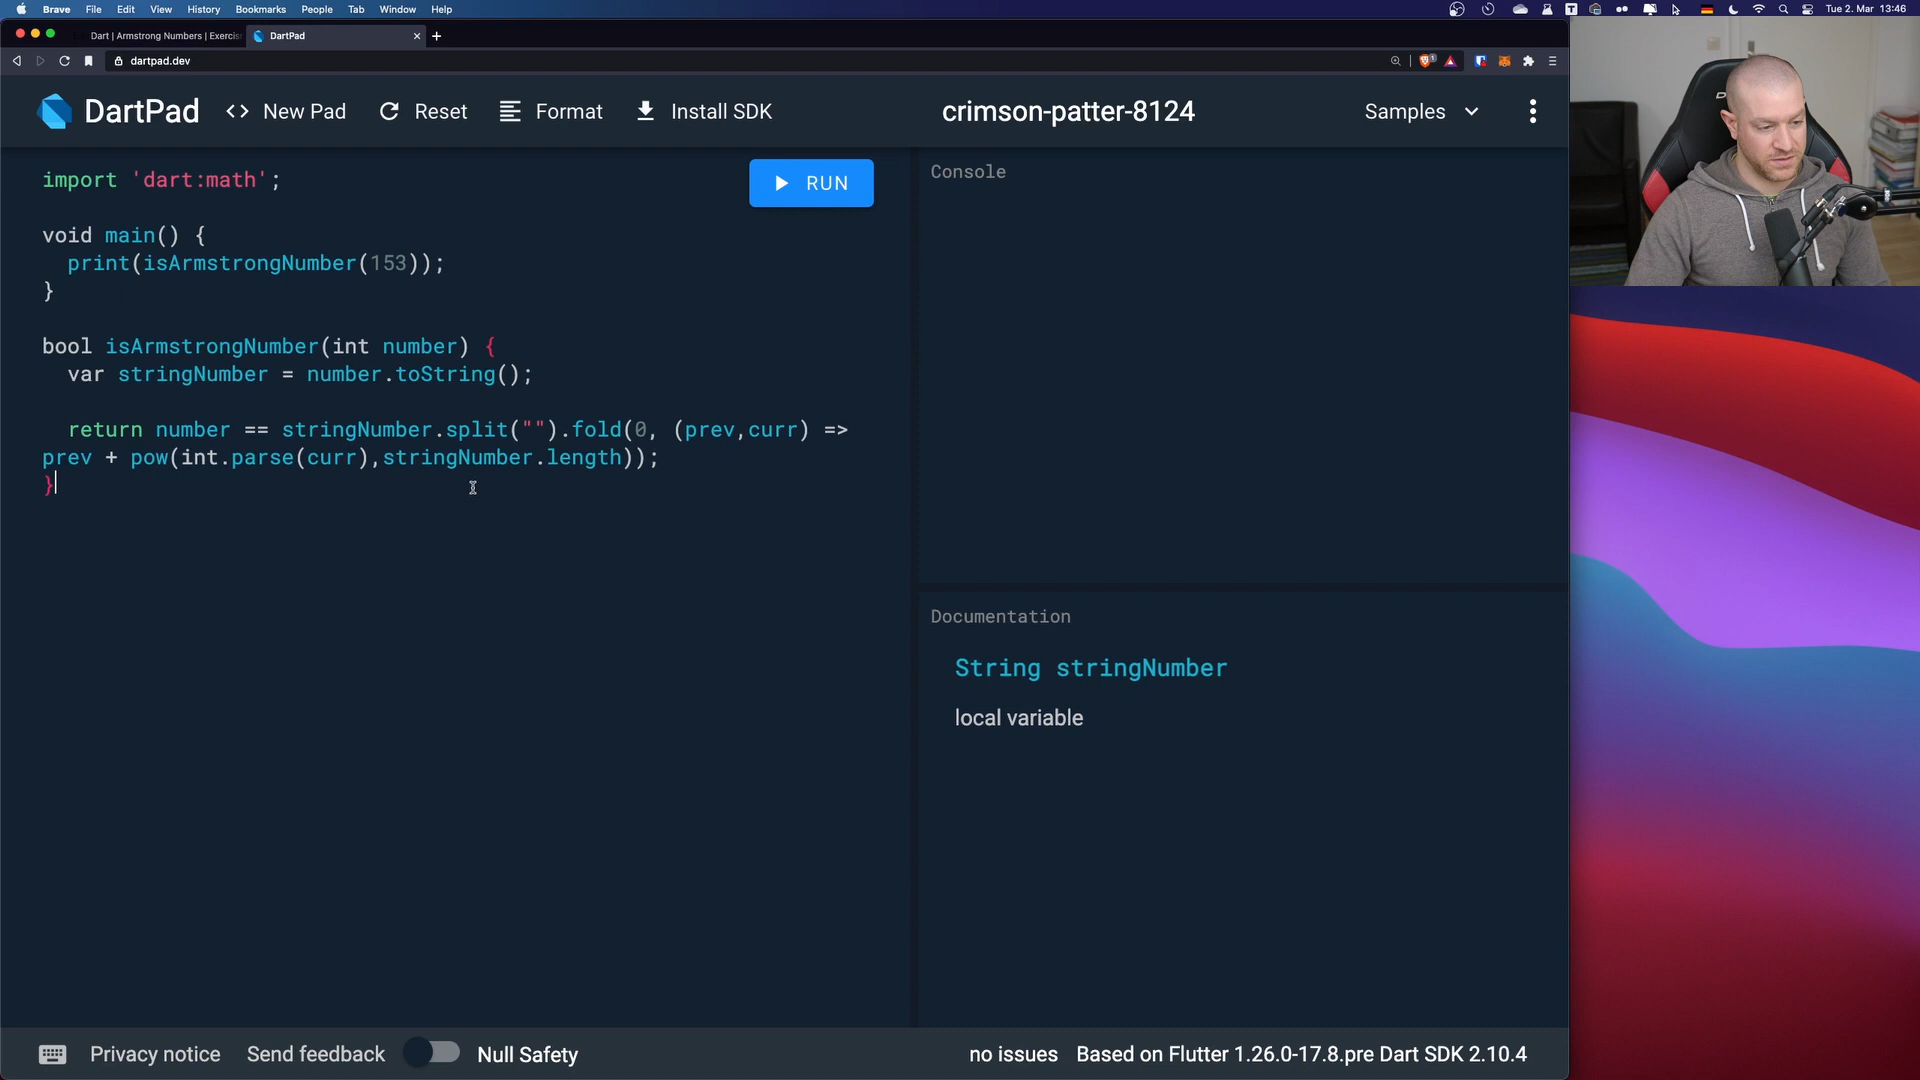 Brave File Edit View History Bookmarks People Tab Window Help
Tue 2. Mar 13:46
Dart | Armstrong Numbers | Exercis
DartPad
dartpad.dev
DartPad
<> New Pad
Reset
Format
Install SDK
crimson-patter-8124
Samples
import 'dart:math';
RUN
void main() {
print(isArmstrongNumber(153));
}
bool isArmstrongNumber(int number) {
var stringNumber = number.toString();
return number == stringNumber.split("").fold(0, (prev,curr) =>
prev + pow(int.parse(curr),stringNumber.length));
}
Console
Documentation
String stringNumber
local variable
Privacy notice
Send feedback
Null Safety
no issues
Based on Flutter 1.26.0-17.8.pre Dart SDK 2.10.4